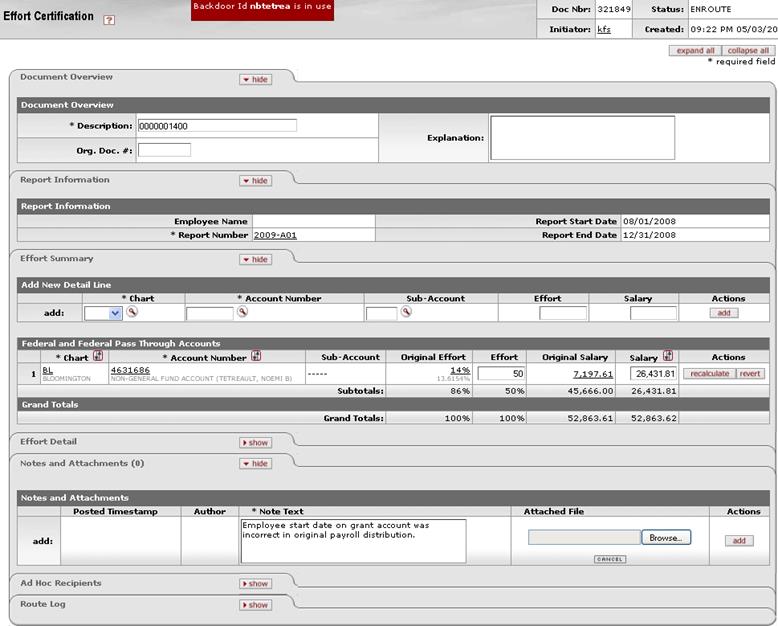 Effort Certification ?
Backdoor Id nbtetrea is in use
Doc Nbr: 321849 Status: ENROUTE
Initiator: kfs Created: 09:22 PM 05/03/20
expand all collapse all
* required field
Document Overview hide
Document Overview
* Description: 0000001400 Explanation:
Org. Doc. #:
Report Information hide
Report Information
Employee Name Report Start Date 08/01/2008
* Report Number 2009-A01 Report End Date 12/31/2008
Effort Summary hide
Add New Detail Line
* Chart * Account Number Sub-Account Effort Salary Actions
add: add
Federal and Federal Pass Through Accounts
* Chart * Account Number Sub-Account Original Effort Effort Original Salary Salary Actions
1 BL 4631686 ----- 14% 50 7,197.61 26,431.81 recalculate revert
BLOOMINGTON NON-GENERAL FUND ACCOUNT (TETREAULT, NOEMI B) 13.6154%
Subtotals: 86% 50% 45,666.00 26,431.81
Grand Totals
Grand Totals: 100% 100% 52,863.61 52,863.62
Effort Detail show
Notes and Attachments (0) hide
Notes and Attachments
Posted Timestamp Author * Note Text Attached File Actions
add: Employee start date on grant account was
incorrect in original payroll distribution.
Browse... add
CANCEL
Ad Hoc Recipients show
Route Log show